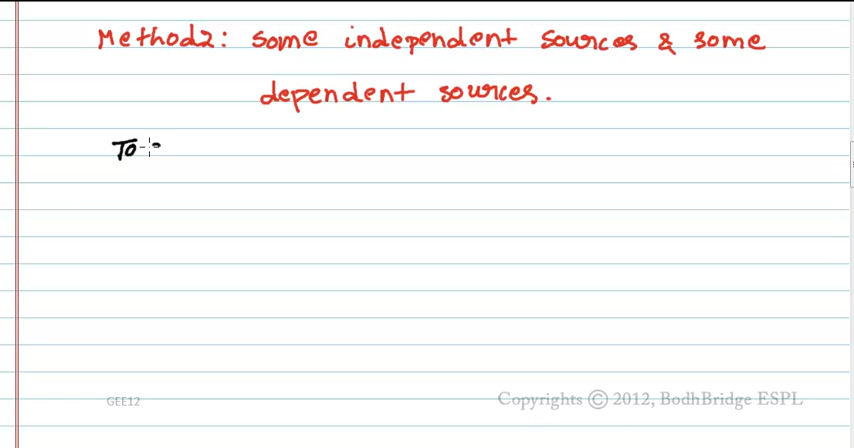 Method2: some independent sources & some
dependent sources.
To
GEE12
Copyrights © 2012, BodhBridge ESPL